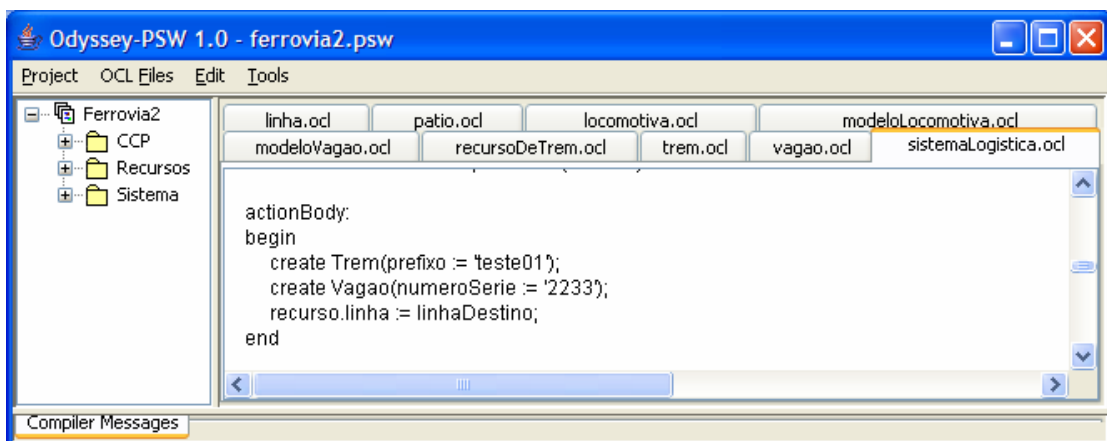 Odyssey-PSW 1.0 - ferrovia2.psw
Project OCL Files Edit Tools
Ferrovia2
CCP
Recursos
Sistema
linha.ocl patio.ocl locomotiva.ocl modeloLocomotiva.ocl
modeloVagao.ocl recursoDeTrem.ocl trem.ocl vagao.ocl sistemaLogistica.ocl
actionBody:
begin
create Trem(prefixo := 'teste01');
create Vagao(numeroSerie := '2233');
recurso.linha := linhaDestino;
end
Compiler Messages